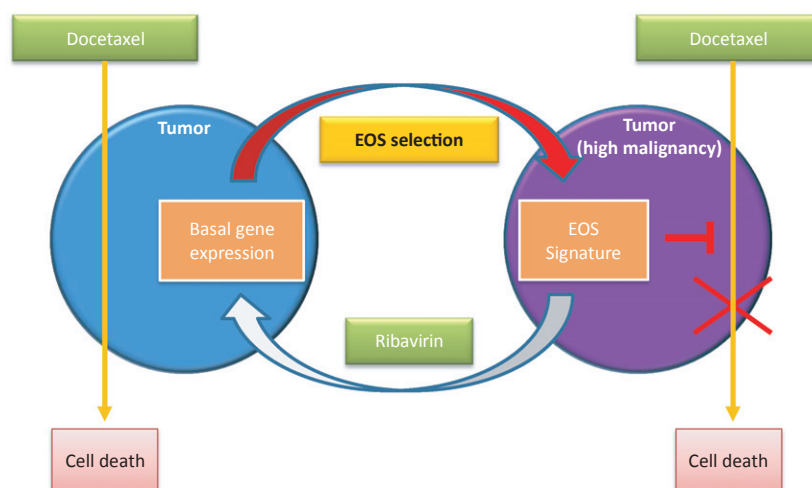 Docetaxel
Docetaxel
Tumor
EOS selection
Tumor
(high malignancy)
Basal gene
expression
EOS
Signature
Ribavirin
Cell death
Cell death